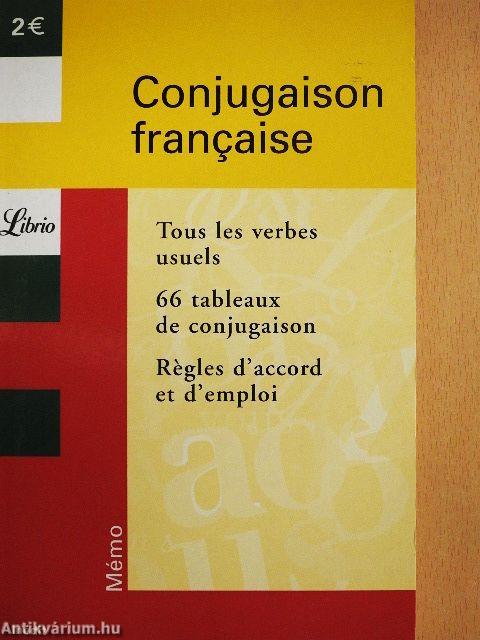 2€
Conjugaison
française
Librio
Tous les verbes
usuels
66 tableaux
de conjugaison
Règles d'accord
et d'emploi
Mémo
Antikvárium.hu